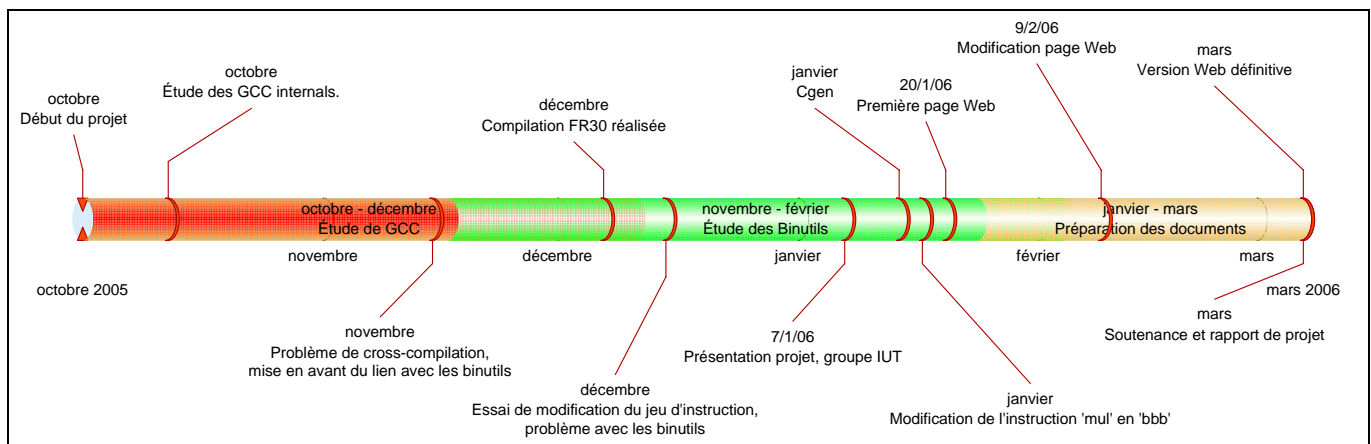 9/2/06
Modification page Web
mars
Version Web définitive
octobre
Étude des GCC internals.
janvier
Cgen
20/1/06
Première page Web
octobre
Début du projet
décembre
Compilation FR30 réalisée
octobre - décembre
Étude de GCC
novembre - février
Étude des Binutils
janvier - mars
Préparation des documents
novembre
décembre
janvier
février
mars
octobre 2005
mars 2006
novembre
Problème de cross-compilation,
mise en avant du lien avec les binutils
7/1/06
Présentation projet, groupe IUT
mars
Soutenance et rapport de projet
décembre
Essai de modification du jeu d'instruction,
problème avec les binutils
janvier
Modification de l'instruction 'mul' en 'bbb'